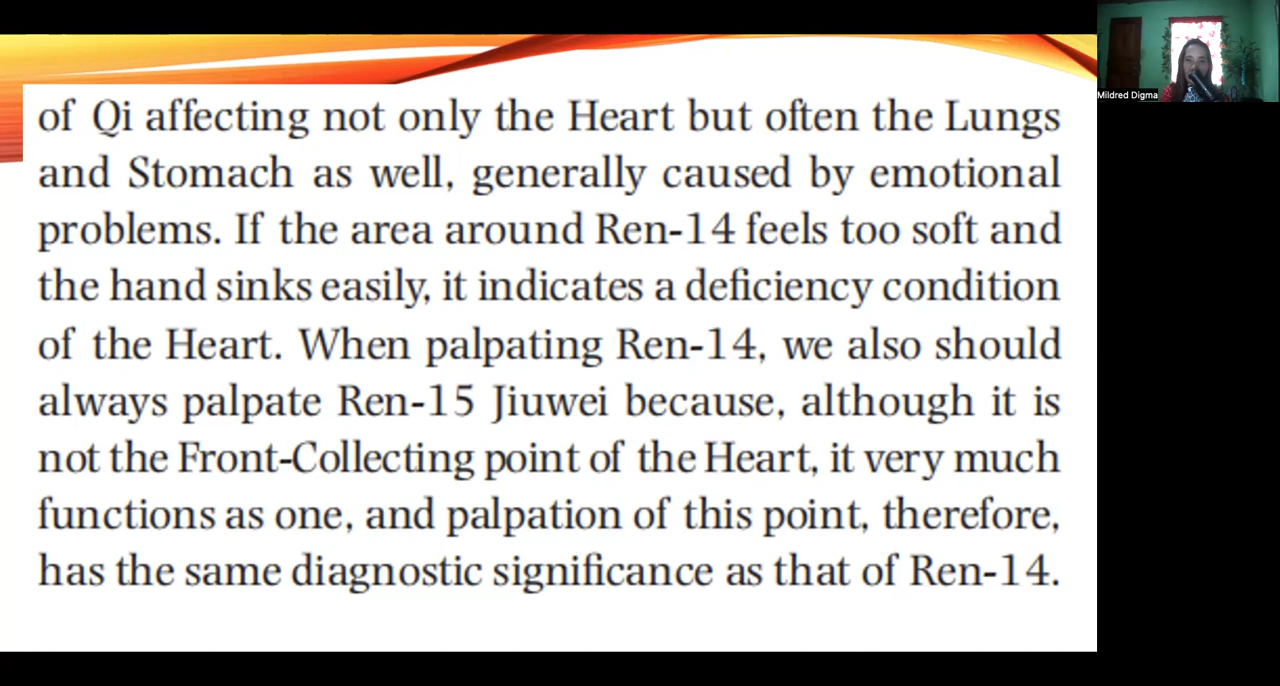 of Qi affecting not only the Heart but often the Lungs
and Stomach as well, generally caused by emotional
problems. If the area around Ren-14 feels too soft and
the hand sinks easily, it indicates a deficiency condition
of the Heart. When palpating Ren-14, we also should
always palpate Ren-15 Jiuwei because, although it is
not the Front-Collecting point of the Heart, it very much
functions as one, and palpation of this point, therefore,
has the same diagnostic significance as that of Ren-14.
Mildred Digma